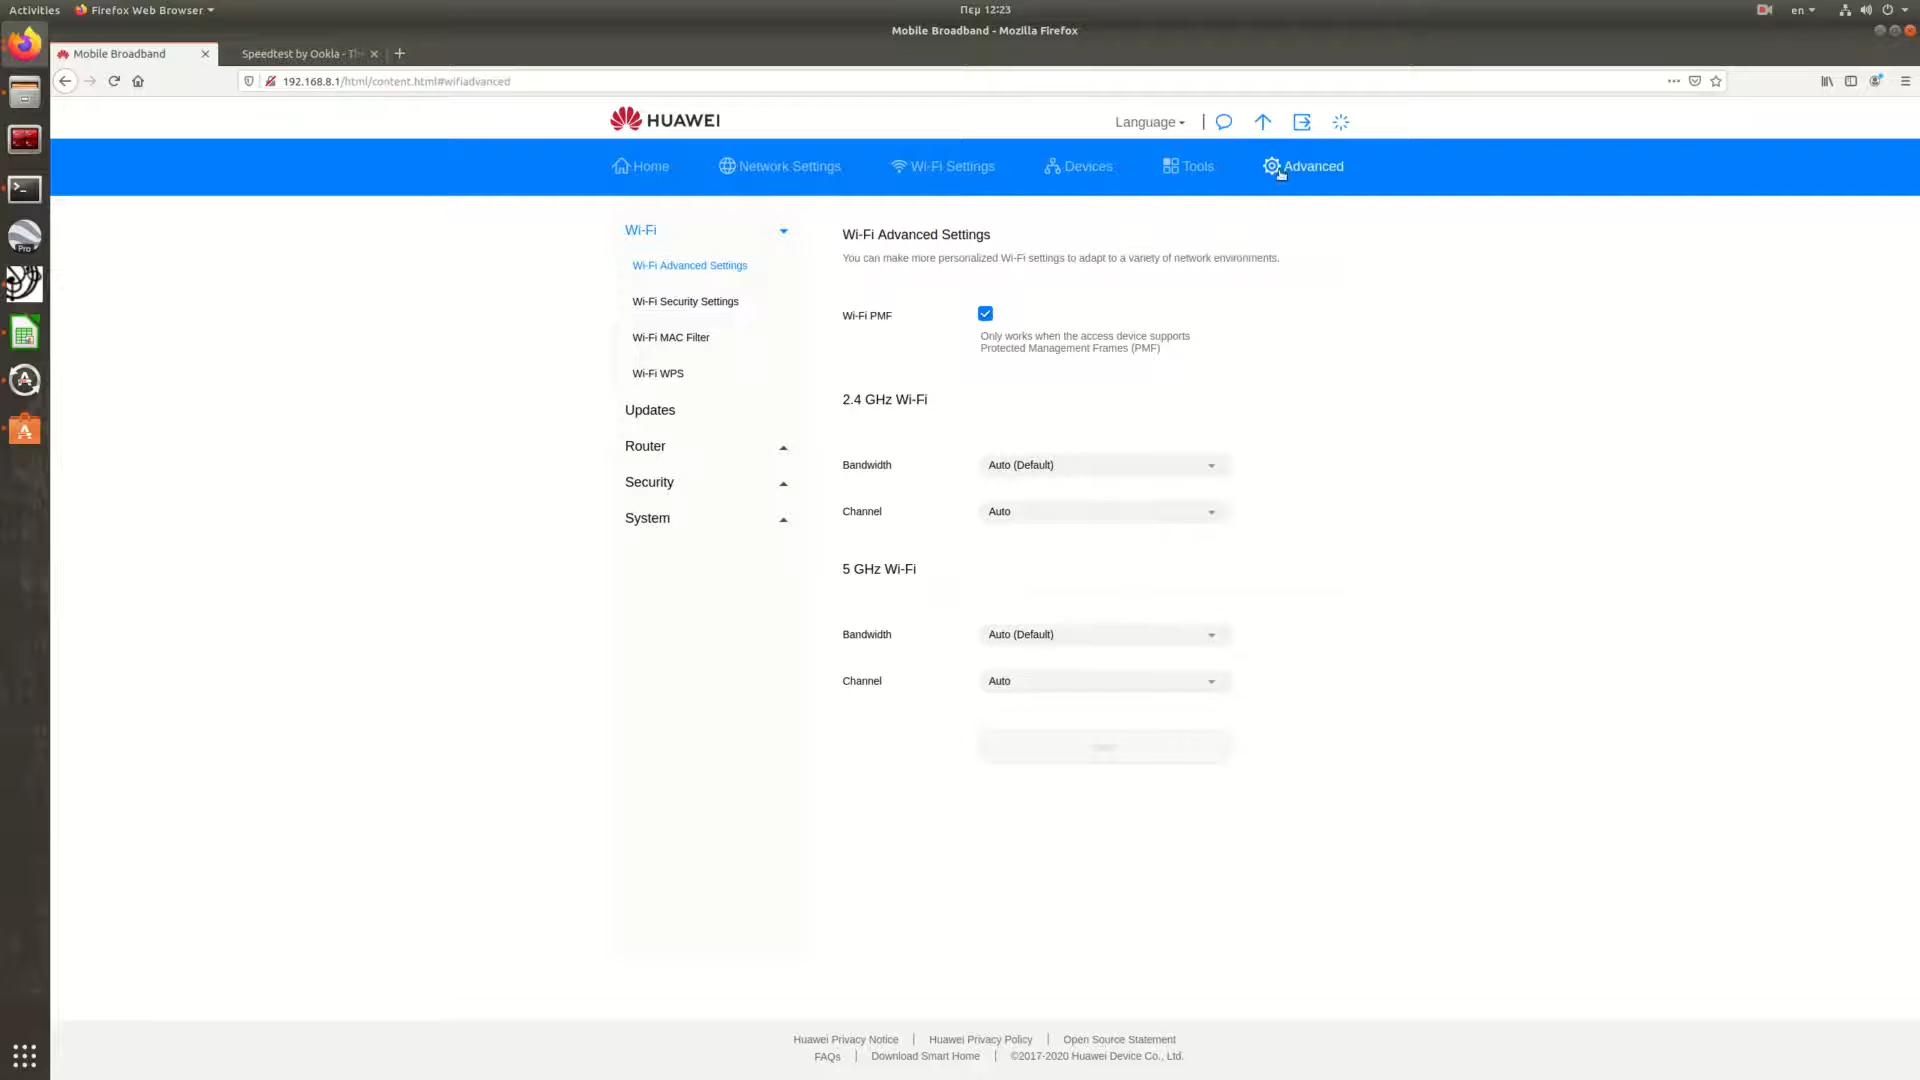 Activities
Firefox Web Browser
Περ 12:23
en
Mobile Broadband - Mozilla Firefox
Mobile Broadband
Speedtest by Ookla - Th
192.168.8.1/html/content.html#wifiadvanced
HUAWEI
Language
Home
Network Settings
Wi-Fi Settings
Devices
Tools
Advanced
Wi-Fi
Wi-Fi Advanced Settings
Wi-Fi Security Settings
Wi-Fi MAC Filter
Wi-Fi WPS
Updates
Router
Security
System
Wi-Fi Advanced Settings
You can make more personalized Wi-Fi settings to adapt to a variety of network environments.
Wi-Fi PMF
Only works when the access device supports
Protected Management Frames (PMF)
2.4 GHz Wi-Fi
Bandwidth
Auto (Default)
Channel
Auto
5 GHz Wi-Fi
Bandwidth
Auto (Default)
Channel
Auto
Pro
Huawei Privacy Notice | Huawei Privacy Policy | Open Source Statement
FAQs | Download Smart Home | ©2017-2020 Huawei Device Co., Ltd.